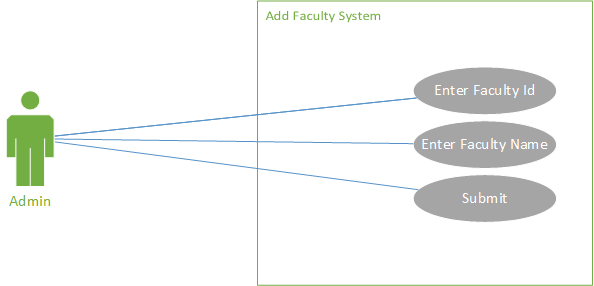 Add Faculty System
Enter Faculty Id
Enter Faculty Name
Submit
Admin